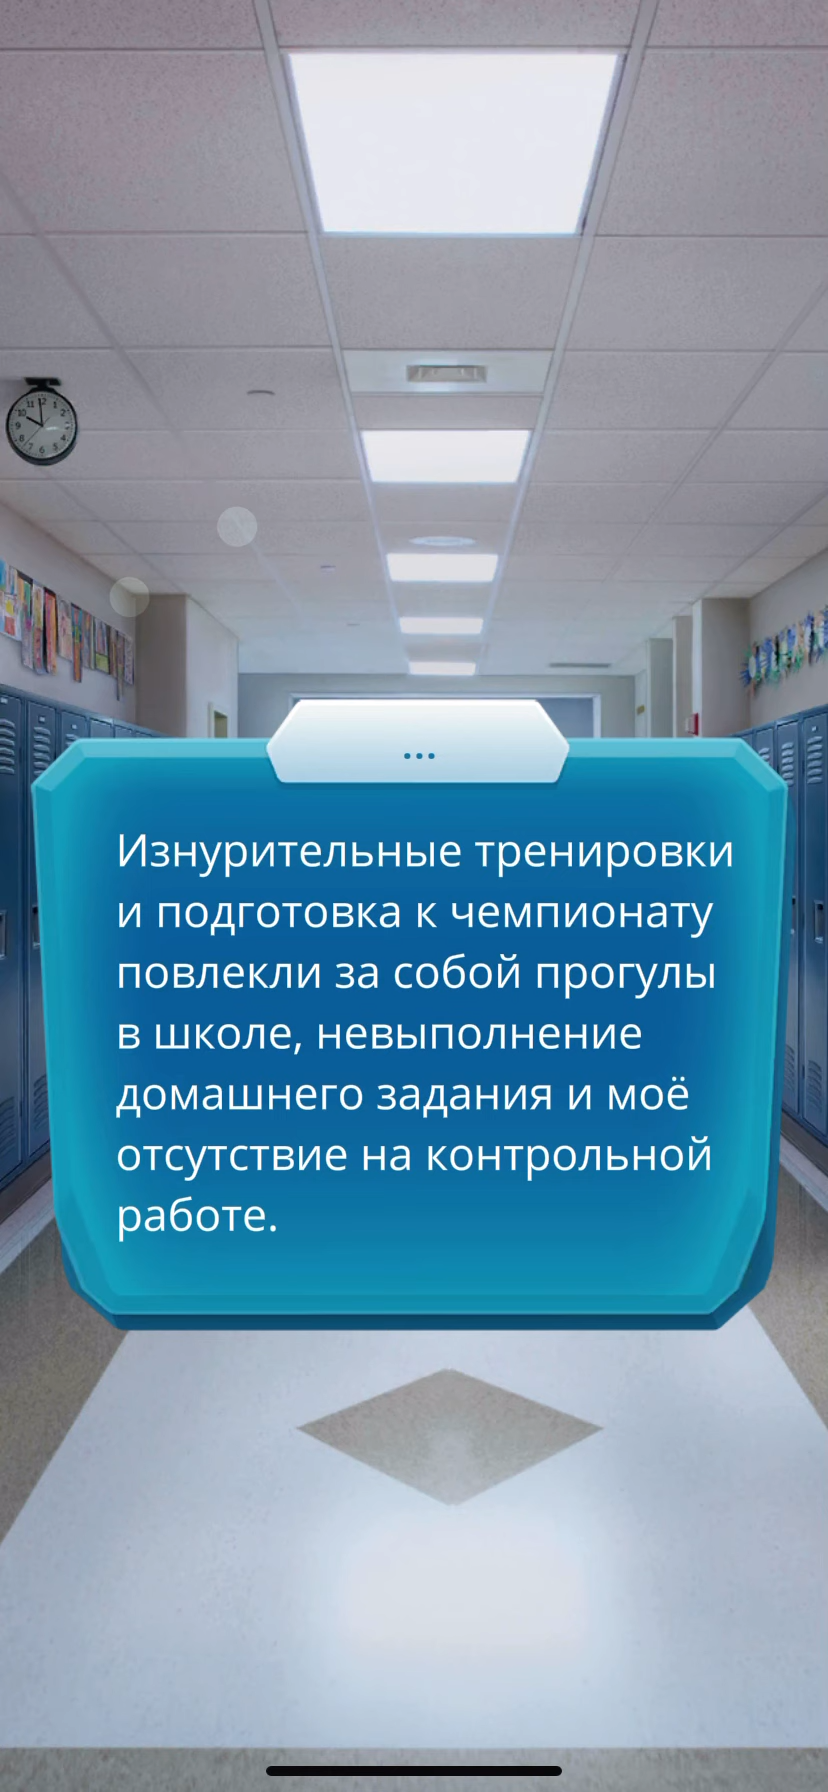 ...
Изнурительные тренировки
и подготовка к чемпионату
повлекли за собой прогулы
в школе, невыполнение
домашнего задания и моё
отсутствие на контрольной
работе.